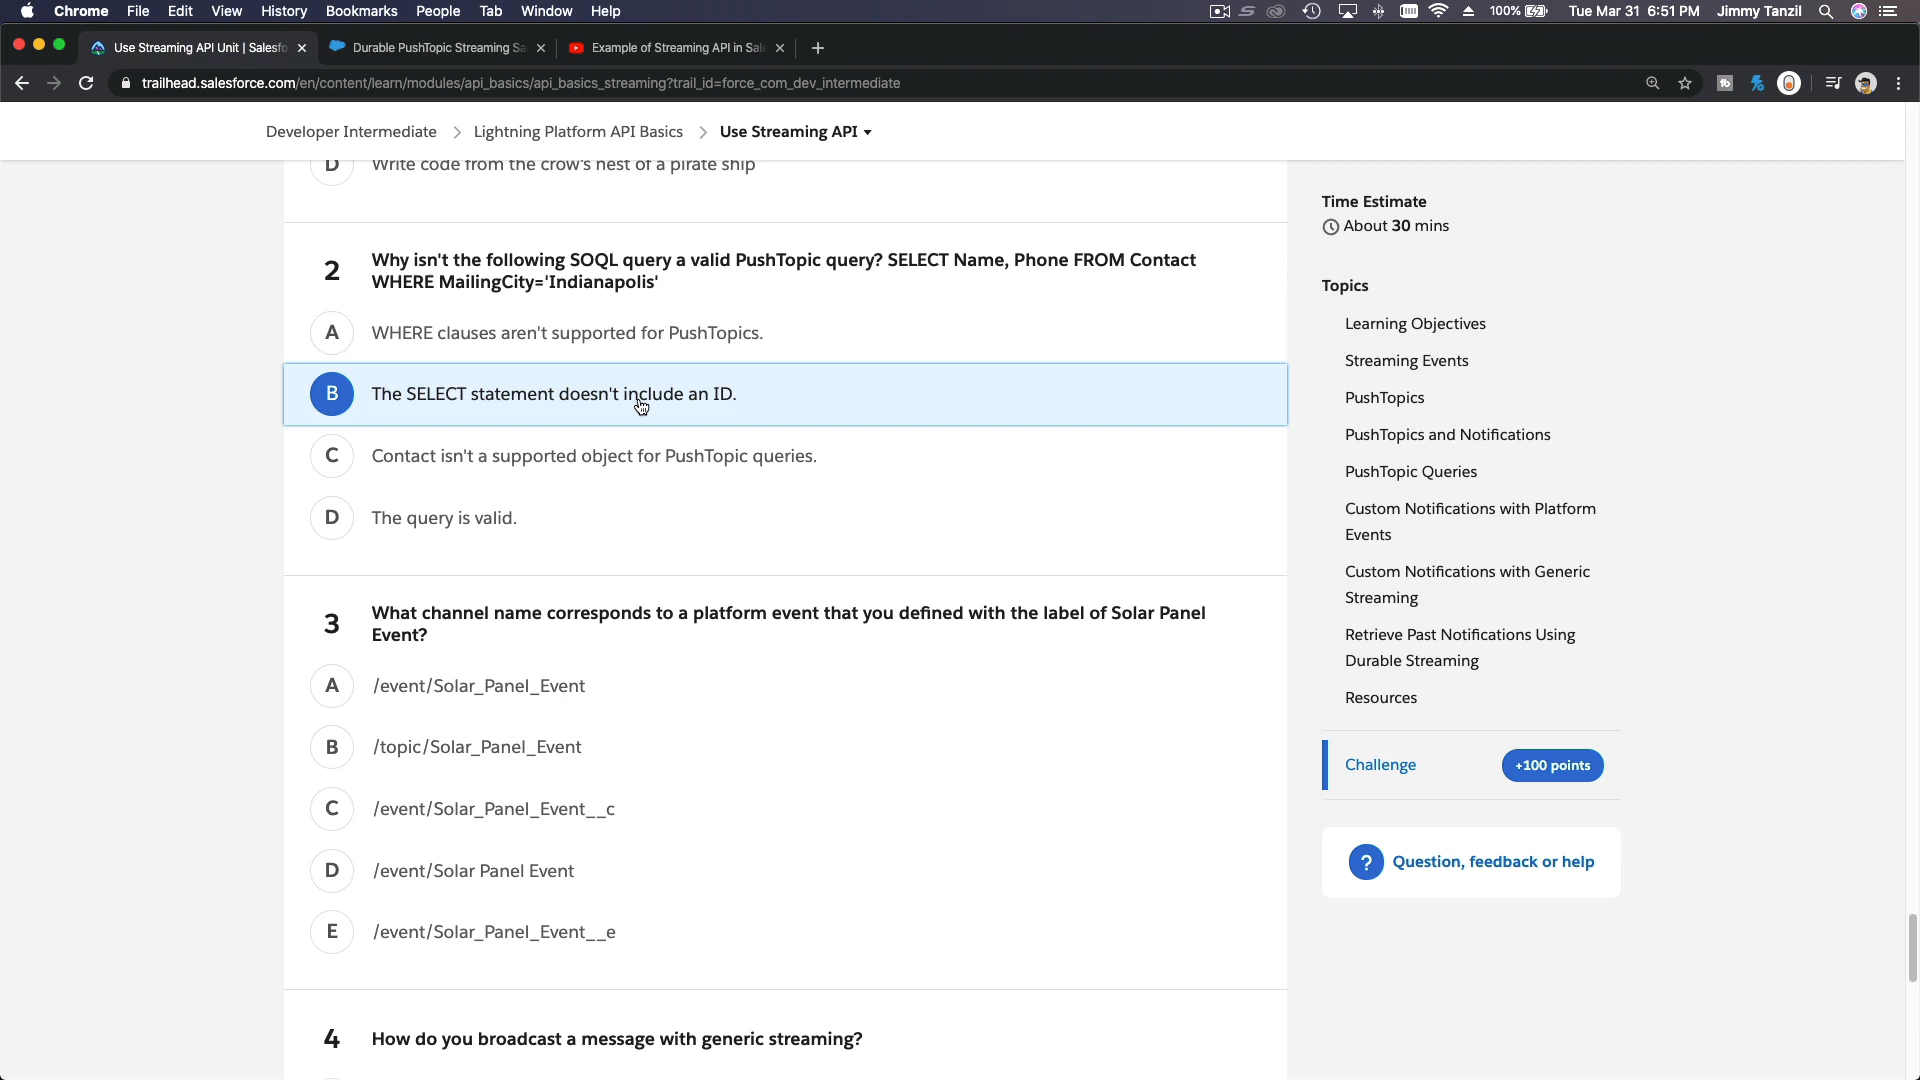 Chrome File Edit View History Bookmarks People Tab Window Help 100% Tue Mar 31 6:51 PM Jimmy Tanzil
Use Streaming API Unit | Salesfo Durable PushTopic Streaming Sa Example of Streaming API in Sale
trailhead.salesforce.com/en/content/learn/modules/api_basics/api_basics_streaming?trail_id=force_com_dev_intermediate
Developer Intermediate > Lightning Platform API Basics > Use Streaming API
D Write code from the crow's nest of a pirate ship
2 Why isn't the following SOQL query a valid PushTopic query? SELECT Name, Phone FROM Contact
WHERE MailingCity='Indianapolis'
A WHERE clauses aren't supported for PushTopics.
B The SELECT statement doesn't include an ID.
C Contact isn't a supported object for PushTopic queries.
D The query is valid.
3 What channel name corresponds to a platform event that you defined with the label of Solar Panel
Event?
A /event/Solar_Panel_Event
B /topic/Solar_Panel_Event
C /event/Solar_Panel_Event__c
D /event/Solar Panel Event
E /event/Solar_Panel_Event__e
4 How do you broadcast a message with generic streaming?
Time Estimate
About 30 mins
Topics
Learning Objectives
Streaming Events
PushTopics
PushTopics and Notifications
PushTopic Queries
Custom Notifications with Platform
Events
Custom Notifications with Generic
Streaming
Retrieve Past Notifications Using
Durable Streaming
Resources
Challenge +100 points
? Question, feedback or help